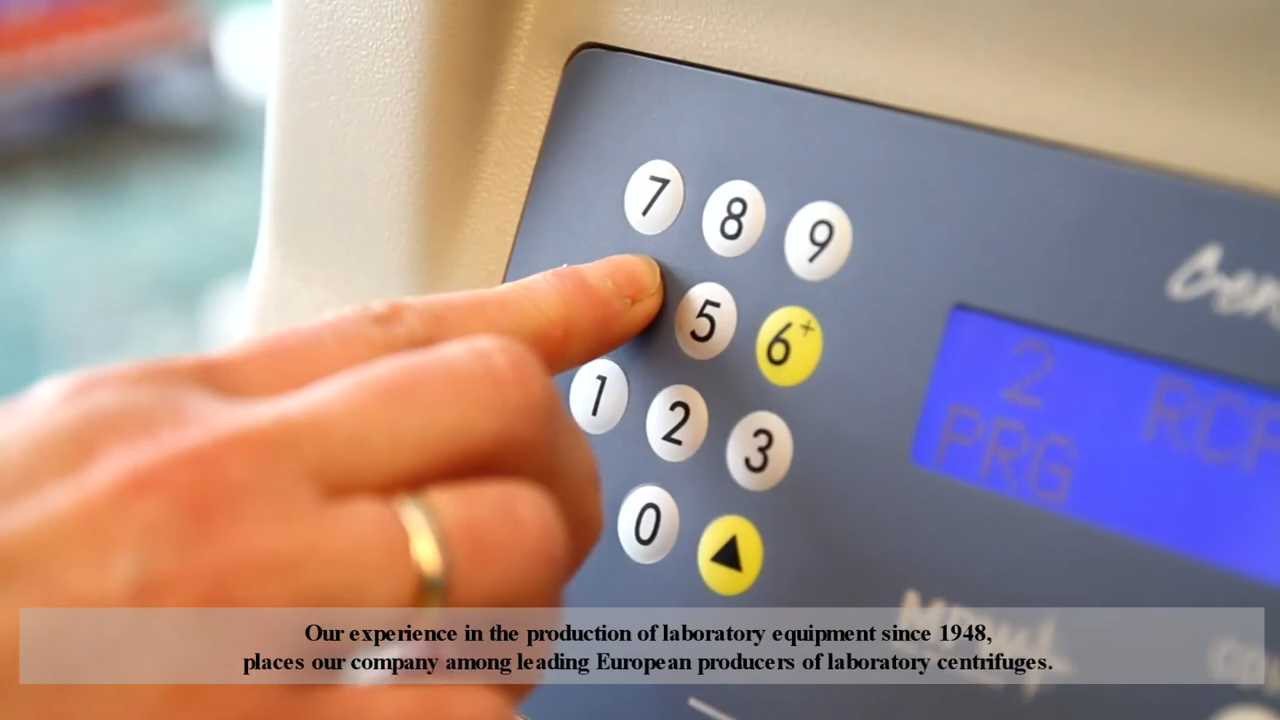 7 8 9
5 6+
1 2 3
0
2
PRG
Our experience in the production of laboratory equipment since 1948,
places our company among leading European producers of laboratory centrifuges.